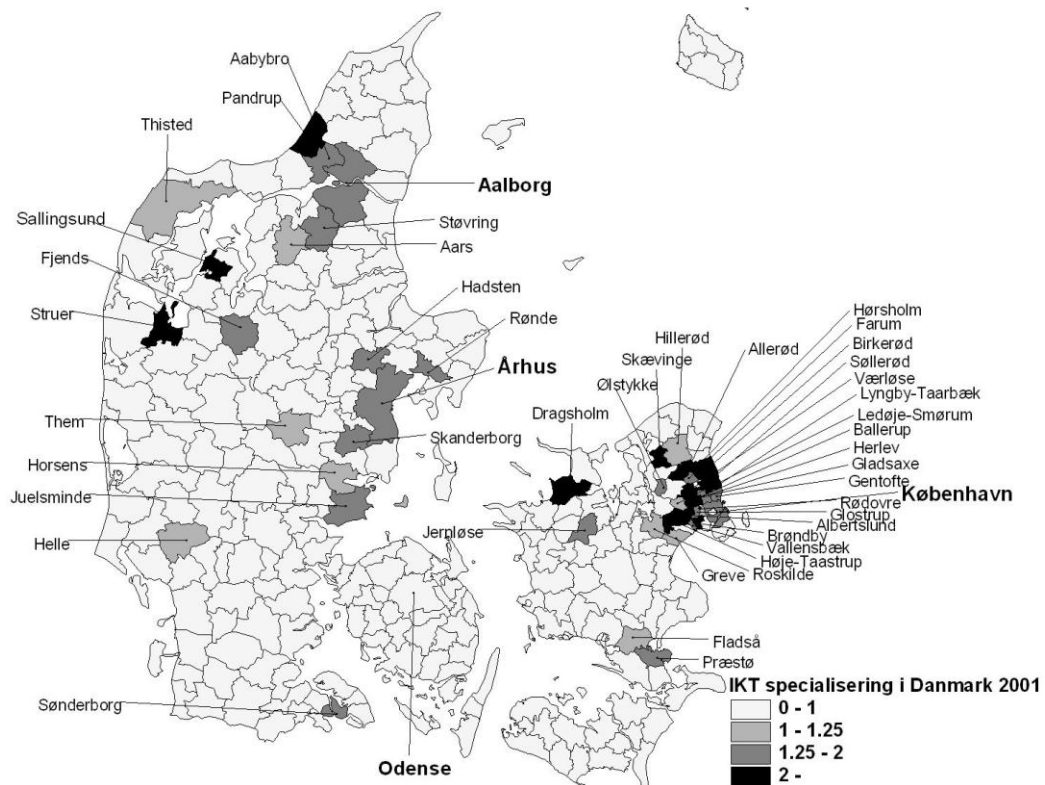 Aabybro
Pandrup
Thisted
Aalborg
Sallingsund
Støvring
Aars
Fjends
Hadsten
Struer
Rønde
Århus
Them
Skanderborg
Horsens
Juelsminde
Helle
Sønderborg
Odense
Hørsholm
Farum
Hillerød
Birkerød
Skævinge
Allerød
Søllerød
Ølstykke
Værløse
Lyngby-Taarbæk
Dragsholm
Ledøje-Smørum
Ballerup
Herlev
Gladsaxe
Gentofte
København
Rødovre
Glostrup
Albertslund
Jernløse
Brøndby
Vallensbæk
Høje-Taastrup
Greve
Roskilde
Fladså
Præstø
IKT specialisering i Danmark 2001
0 - 1
1 - 1.25
1.25 - 2
2 -